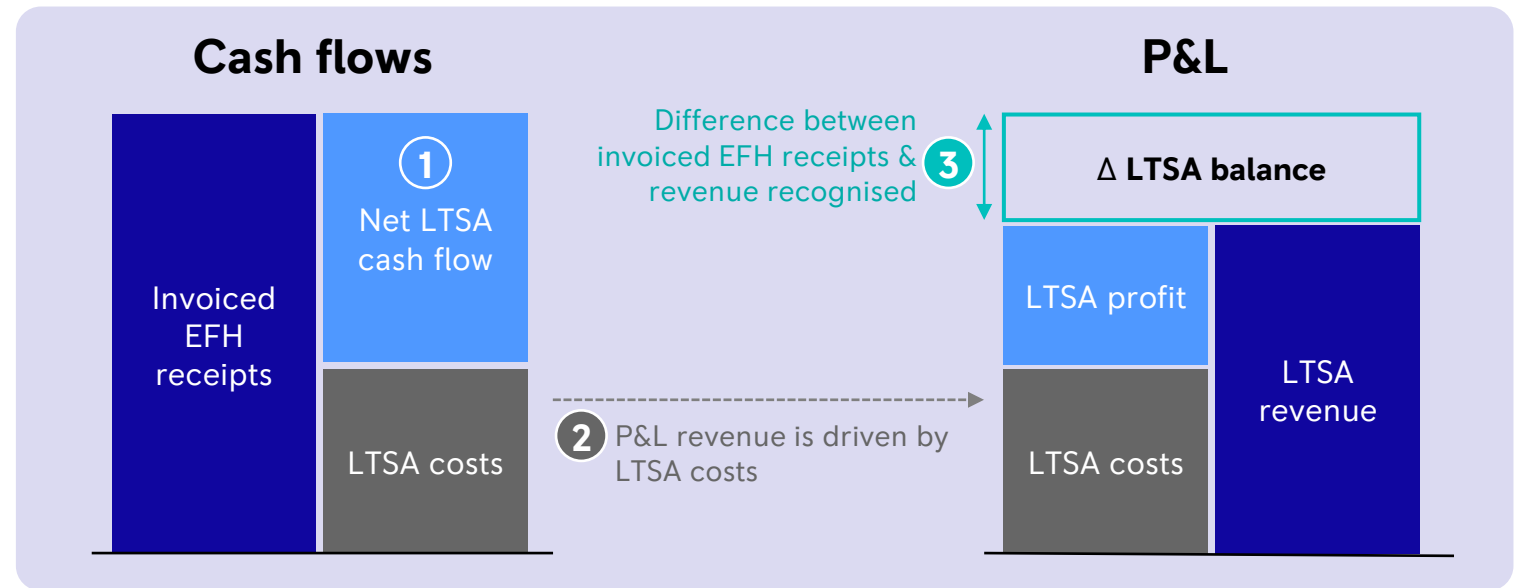 Cash flows
Invoiced
EFH
receipts
1
Net LTSA
cash flow
LTSA costs
2
P&L revenue is driven by
LTSA costs
P&L
Difference between
invoiced EFH receipts &
revenue recognised
3
Δ LTSA balance
LTSA profit
LTSA costs
LTSA
revenue